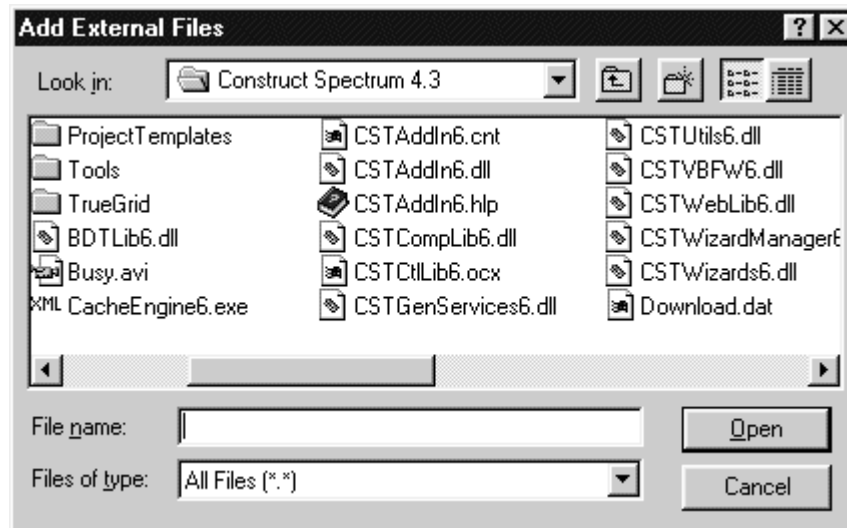 Add External Files
Look in:
Construct Spectrum 4.3
ProjectTemplates
Tools
TrueGrid
BDTLib6.dll
Busy.avi
XML CacheEngine6.exe
CSTAddIn6.cnt
CSTAddIn6.dll
CSTAddIn6.hlp
CSTCompLib6.dll
CSTCtlLib6.ocx
CSTGenServices6.dll
CSTUtils6.dll
CSTVBFW6.dll
CSTWebLib6.dll
CSTWizardManager6
CSTWizards6.dll
Download.dat
File name:
Open
Files of type:
All Files (*.*)
Cancel